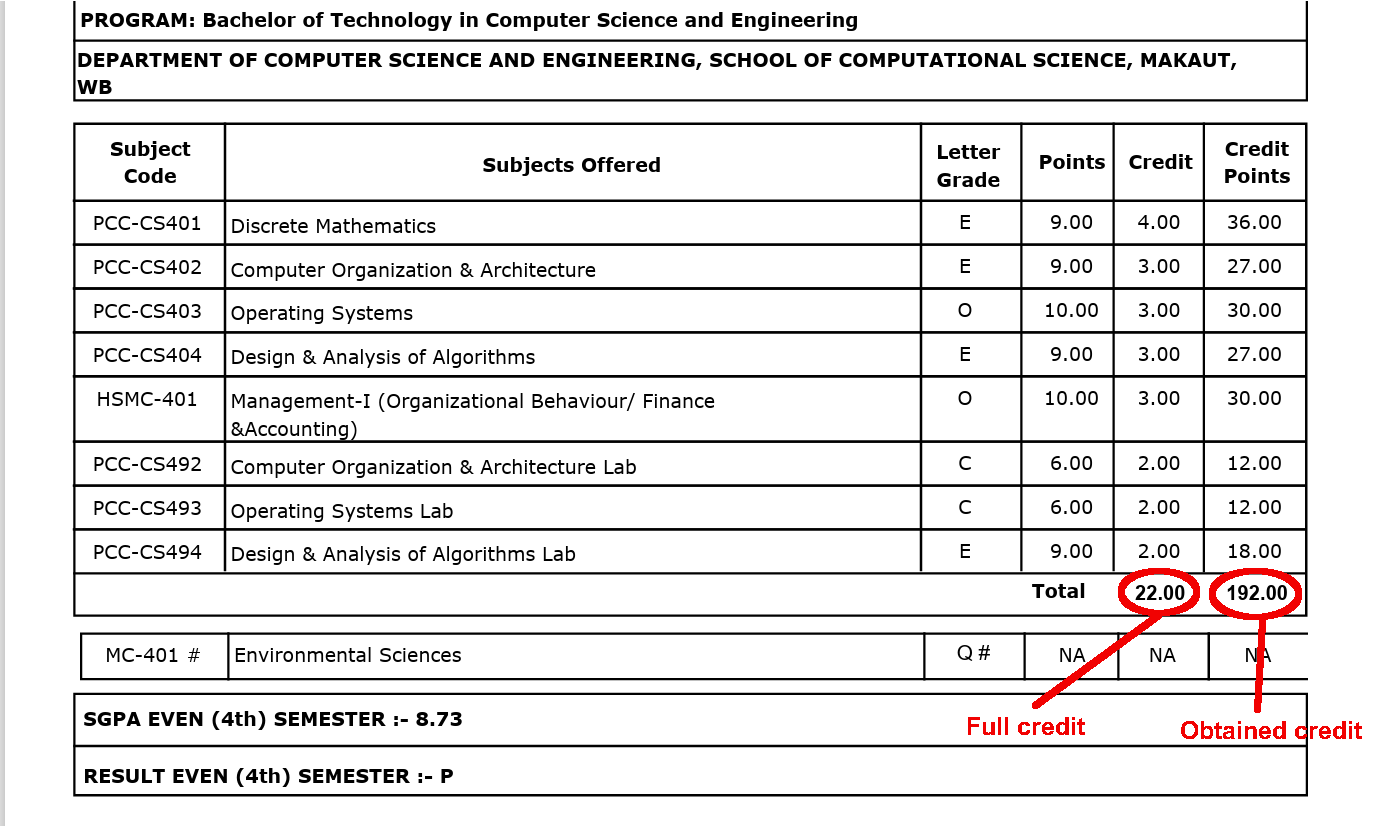 PROGRAM: Bachelor of Technology in Computer Science and Engineering
DEPARTMENT OF COMPUTER SCIENCE AND ENGINEERING, SCHOOL OF COMPUTATIONAL SCIENCE, MAKAUT,
WB
Subject Code Subjects Offered Letter Grade Points Credit Credit Points
PCC-CS401 Discrete Mathematics E 9.00 4.00 36.00
PCC-CS402 Computer Organization & Architecture E 9.00 3.00 27.00
PCC-CS403 Operating Systems O 10.00 3.00 30.00
PCC-CS404 Design & Analysis of Algorithms E 9.00 3.00 27.00
HSMC-401 Management-I (Organizational Behaviour/ Finance O 10.00 3.00 30.00
&Accounting)
PCC-CS492 Computer Organization & Architecture Lab C 6.00 2.00 12.00
PCC-CS493 Operating Systems Lab C 6.00 2.00 12.00
PCC-CS494 Design & Analysis of Algorithms Lab E 9.00 2.00 18.00
Total 22.00 192.00
MC-401 # Environmental Sciences Q # NA NA NA
SGPA EVEN (4th) SEMESTER :- 8.73
Full credit Obtained credit
RESULT EVEN (4th) SEMESTER :- P